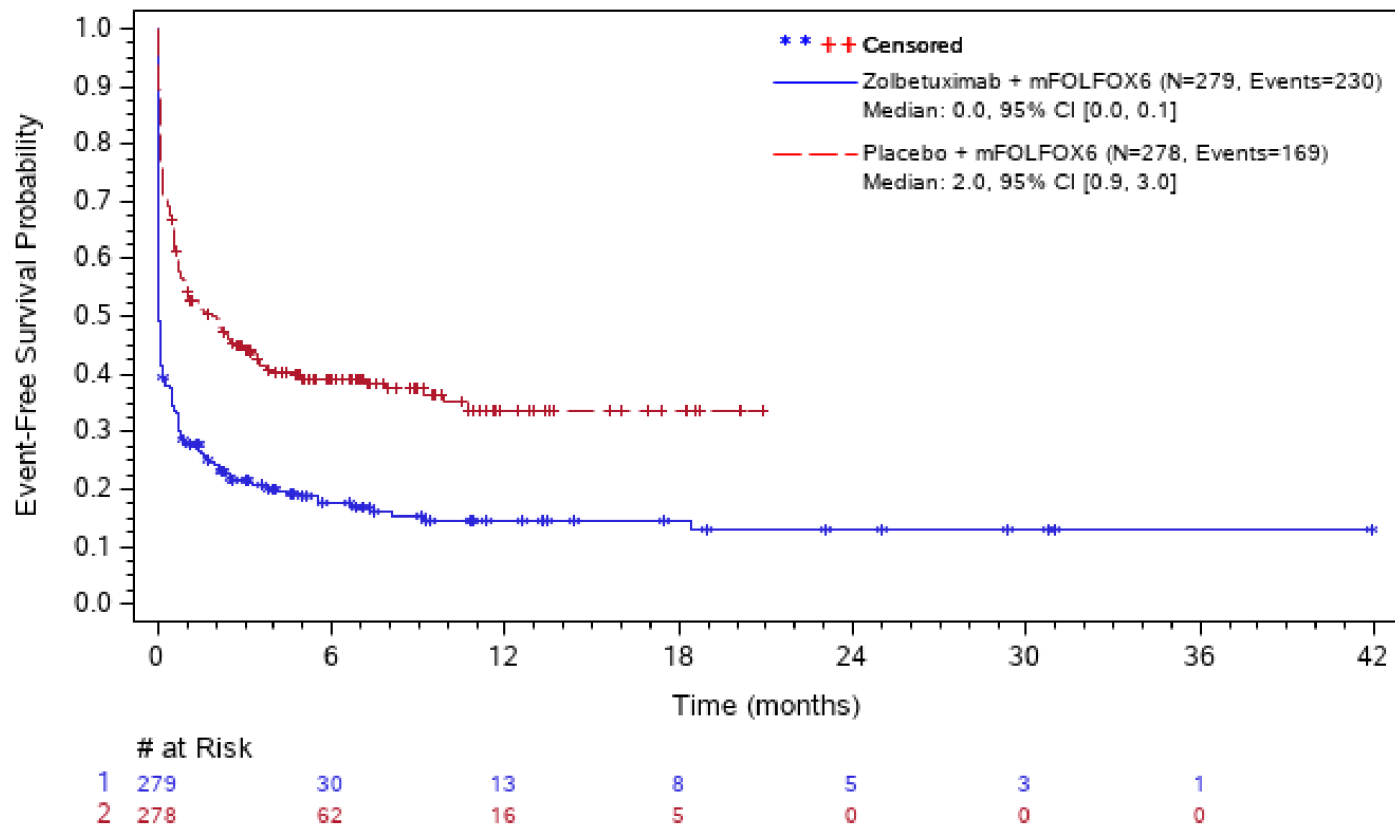 Censored
Zolbetuximab + mFOLFOX6 (N=279, Events=230)
Median: 0.0, 95% CI [0.0, 0.1]
Placebo + mFOLFOX6 (N=278, Events=169)
Median: 2.0, 95% CI [0.9, 3.0]
Event-Free Survival Probability
1.0
0.9
0.8
0.7
0.6
0.5
0.4
0.3
0.2
0.1
0.0
0 6 12 18 24 30 36 42
Time (months)
# at Risk
1 279 30 13 8 5 3 1
2 278 62 16 5 0 0 0